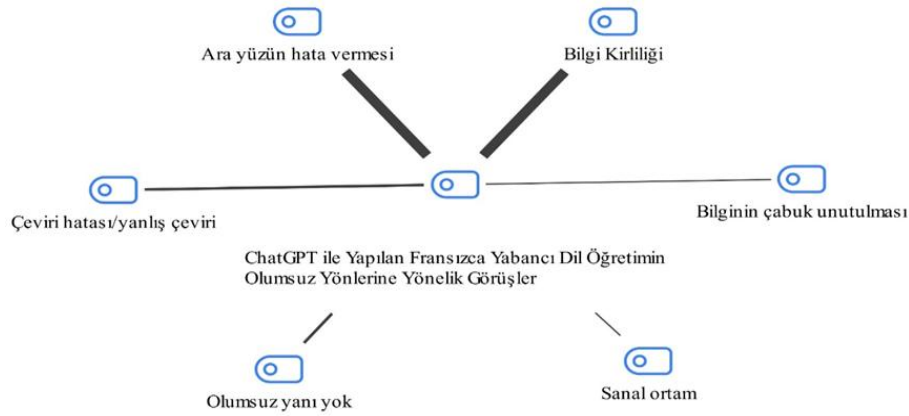 Ara yüzün hata vermesi
Bilgi Kirliliği
Çeviri hatası/yanlış çeviri
Bilginin çabuk unutulması
ChatGPT ile Yapılan Fransızca Yabancı Dil Öğretimin
Olumsuz Yönlerine Yönelik Görüşler
Olumsuz yanı yok
Sanal ortam